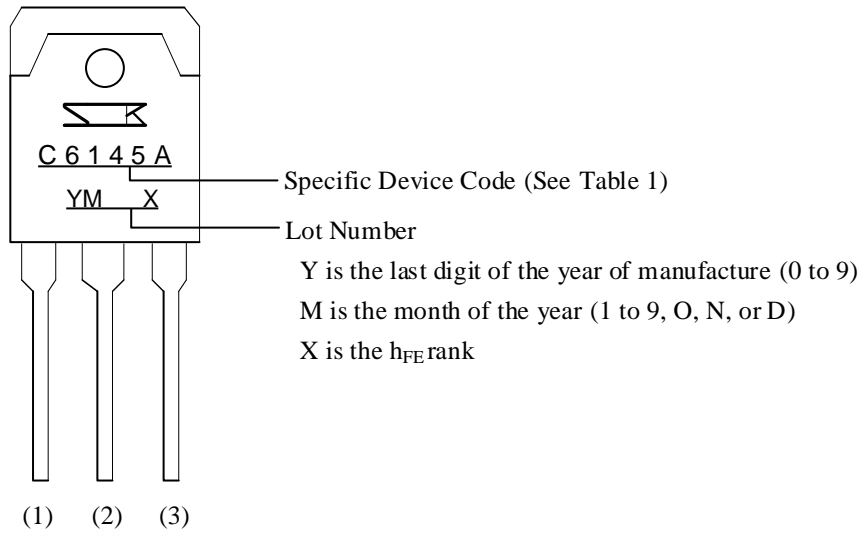 C 6 1 4 5 A
Specific Device Code (See Table 1)
YM X
Lot Number
Y is the last digit of the year of manufacture (0 to 9)
M is the month of the year (1 to 9, O, N, or D)
X is the hFE rank
(1) (2) (3)